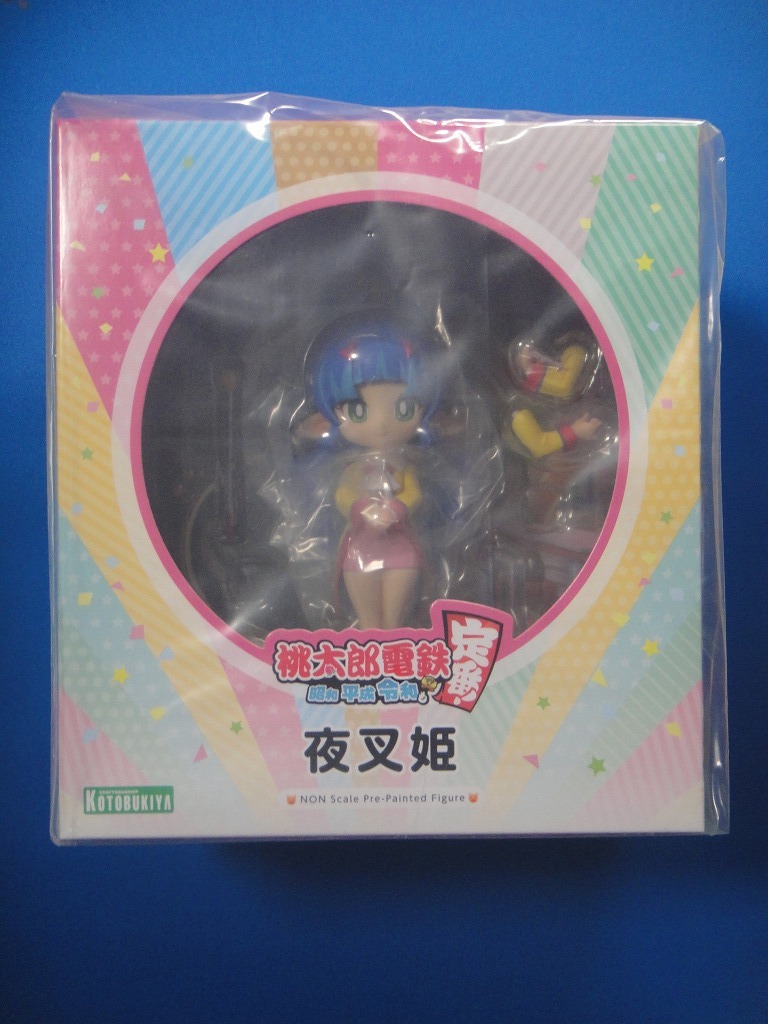 桃太郎電鉄
昭和 平成 令和も
定番!
夜叉姫
NON Scale Pre-Painted Figure
KOTOBUKIYA